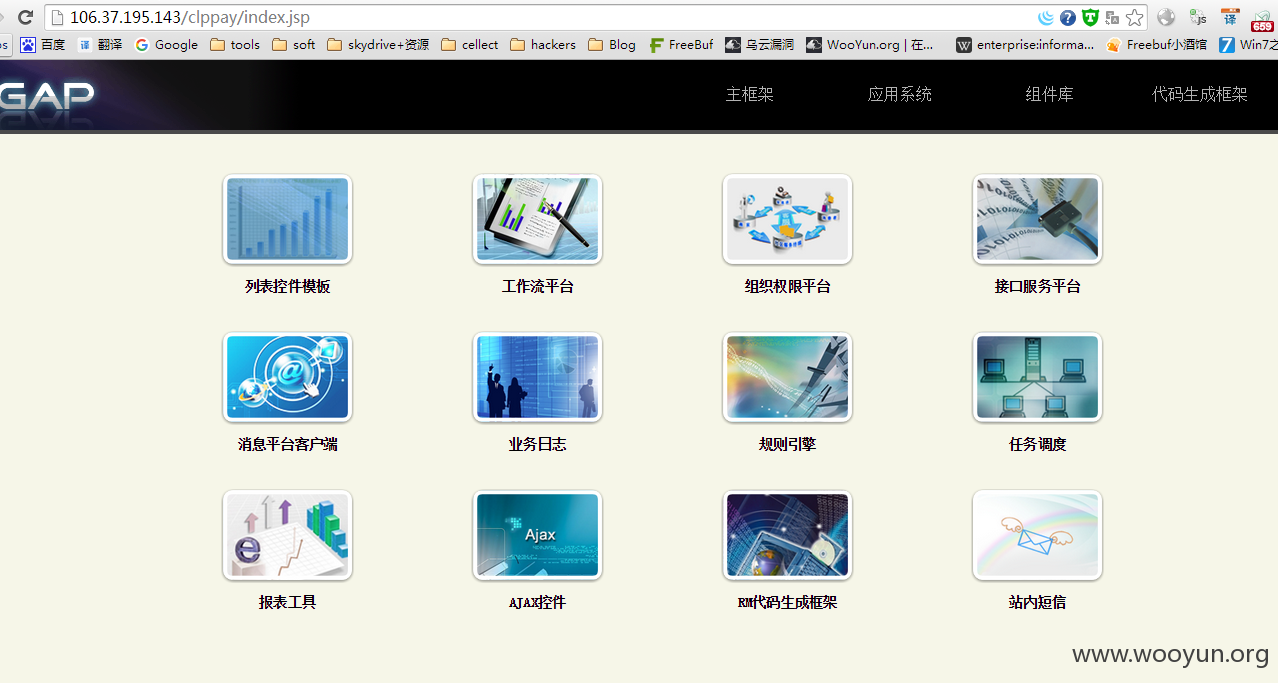 106.37.195.143/clppay/index.jsp
js
译
659
os 百度 译 翻译 Google tools soft skydrive+资源 cellect hackers Blog FreeBuf 乌云漏洞 WooYun.org | 在... W enterprise:informa... Freebuf小酒馆 7 Win7之
GAP 主框架 应用系统 组件库 代码生成框架
列表控件模板 工作流平台 组织权限平台 接口服务平台
消息平台客户端 业务日志 规则引擎 任务调度
Ajax
报表工具 AJAX控件 RM代码生成框架 站内短信
www.wooyun.org